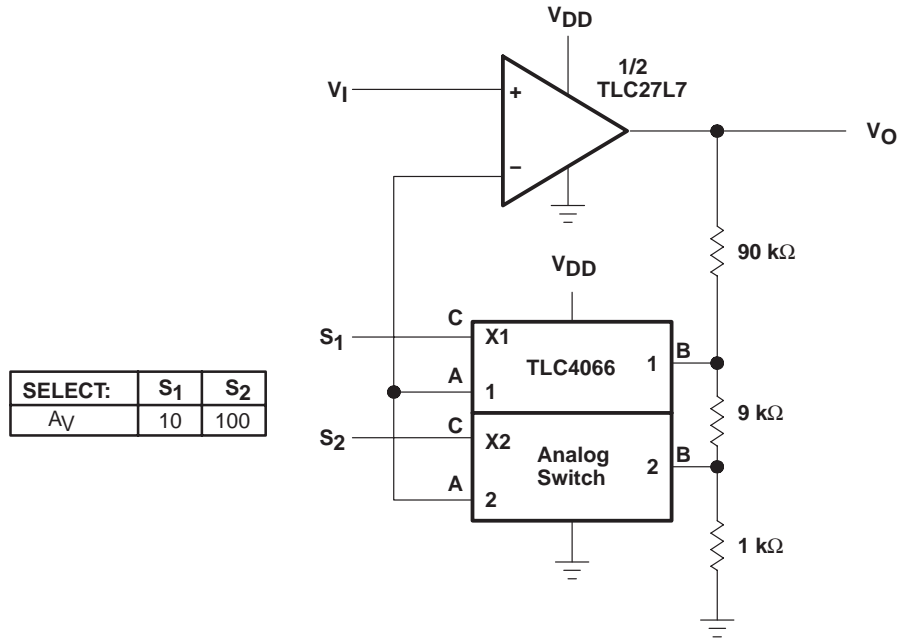 VDD
1/2
TLC27L7
VI
+
−
VO
90 kΩ
VDD
S1
C
X1
TLC4066
1
B
A
1
9 kΩ
S2
C
X2
Analog
Switch
2
B
A
2
1 kΩ
SELECT: S1 S2
AV 10 100